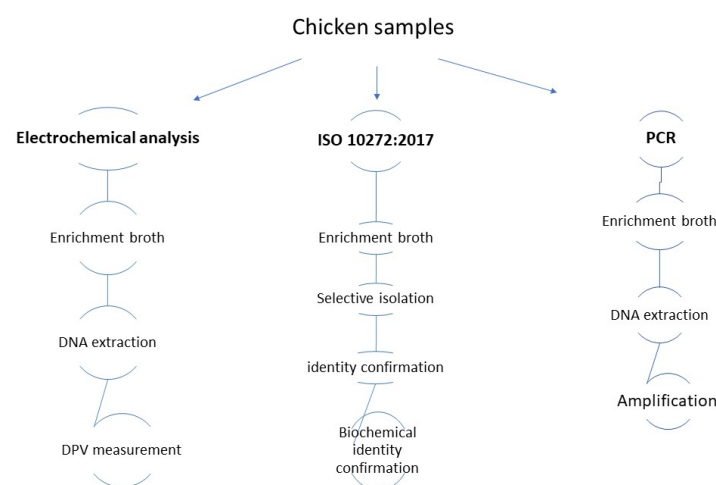 Chicken samples
Electrochemical analysis
Enrichment broth
DNA extraction
DPV measurement
ISO 10272:2017
Enrichment broth
Selective isolation
identity confirmation
Biochemical
identity
confirmation
PCR
Enrichment broth
DNA extraction
Amplification